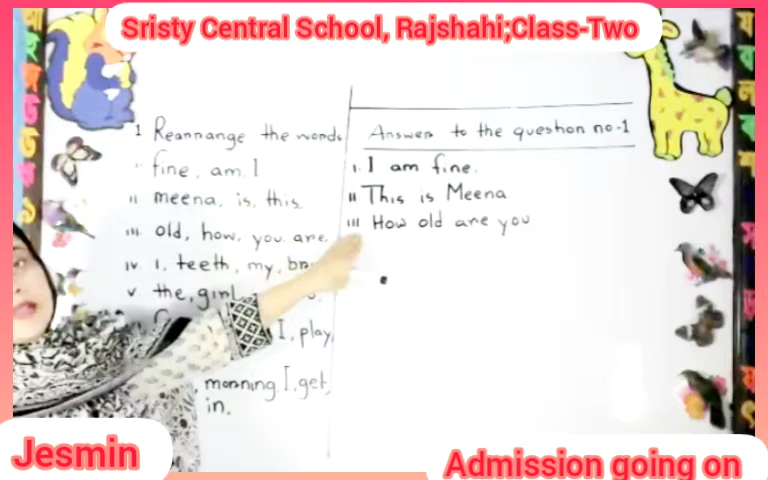 Sristy Central School, Rajshahi;Class-Two
1 Rearrange the words
i fine, am I
ii meena, is, this,
iii old, how, you are,
iv I, teeth, my,
v the, girl
I, play,
morning, I, get,
in.
Answer to the question no-1
i. I am fine.
ii This is Meena
iii How old are you
Jesmin
Admission going on